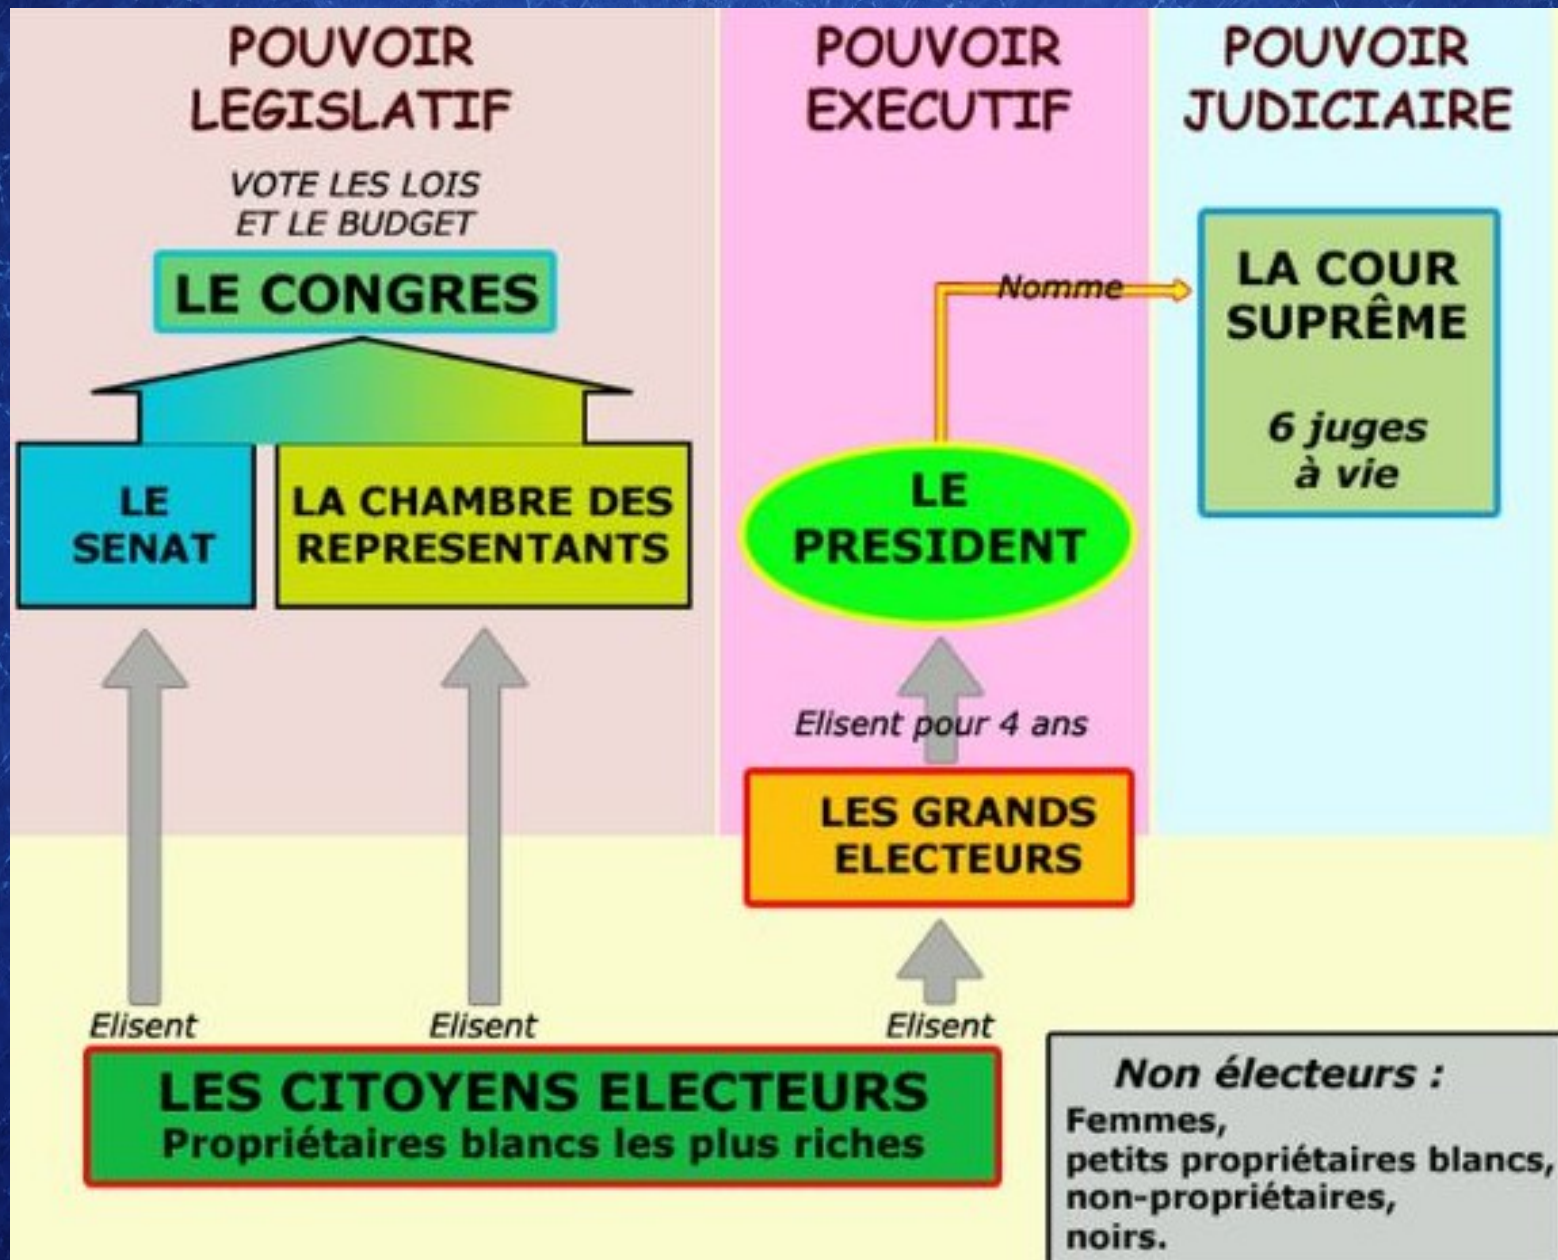 POUVOIR
LEGISLATIF
VOTE LES LOIS
ET LE BUDGET
LE CONGRES
LE
SENAT
LA CHAMBRE DES
REPRESENTANTS
POUVOIR
EXECUTIF
Nomme
LE
PRESIDENT
Elisent pour 4 ans
LES GRANDS
ELECTEURS
POUVOIR
JUDICIAIRE
LA COUR
SUPRÊME
6 juges
à vie
Elisent
Elisent
Elisent
LES CITOYENS ELECTEURS
Propriétaires blancs les plus riches
Non électeurs :
Femmes,
petits propriétaires blancs,
non-propriétaires,
noirs.